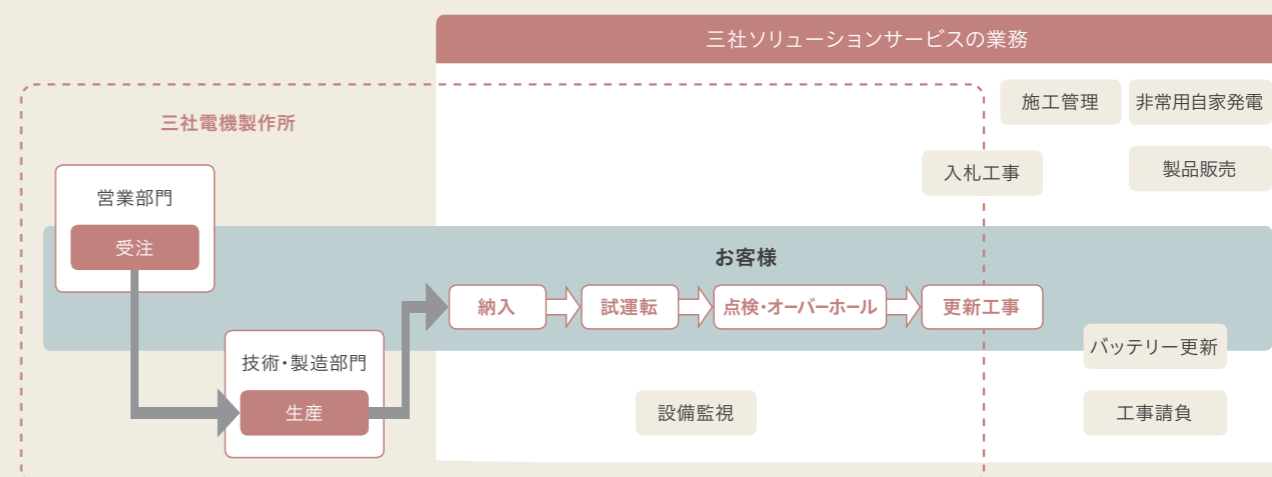 三社ソリューションサービスの業務
三社電機製作所
施工管理
非常用自家発電
入札工事
製品販売
営業部門
受注
お客様
納入
試運転
点検・オーバーホール
更新工事
技術・製造部門
生産
バッテリー更新
設備監視
工事請負